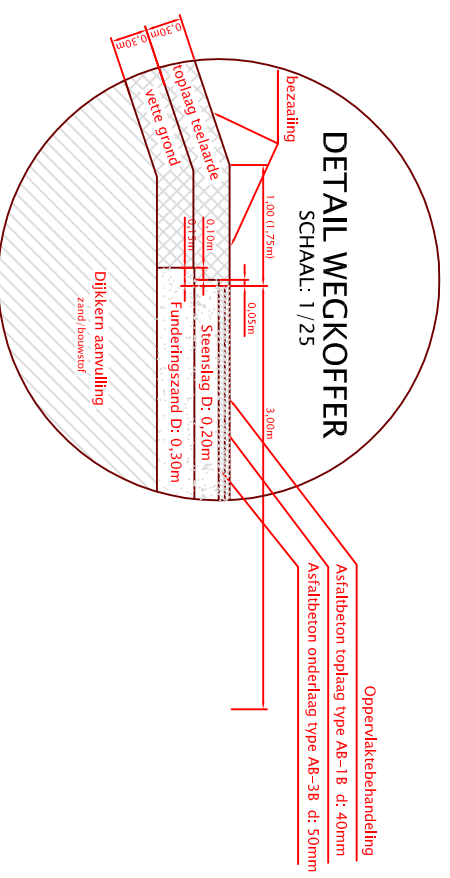 DETAIL WEGKOFFER
SCHAAL: 1/25
bezaaiing
0,30m
0,30m
toplaag teelaarde
vette grond
1,00 (1,75m)
3,00m
0,05m
0,10m
0,15m
Steenslag D: 0,20m
Funderingszand D: 0,30m
Dijkkern aanvulling
zand/bouwstof
Oppervlaktebehandeling
Asfaltbeton toplaag type AB-1B d: 40mm
Asfaltbeton onderlaag type AB-3B d: 50mm